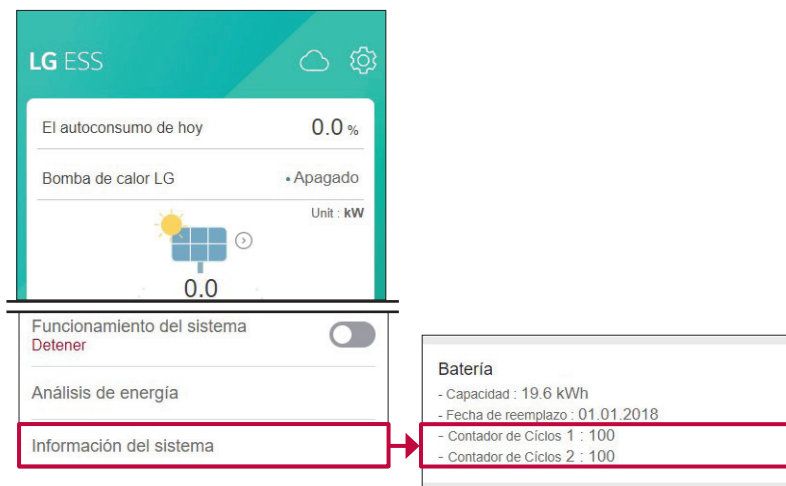 LG ESS
El autoconsumo de hoy 0.0 %
Bomba de calor LG • Apagado
Unit : kW
0.0
Funcionamiento del sistema
Detener
Análisis de energía
Información del sistema
Batería
- Capacidad : 19.6 kWh
- Fecha de reemplazo : 01.01.2018
- Contador de Cíclos 1 : 100
- Contador de Cíclos 2 : 100